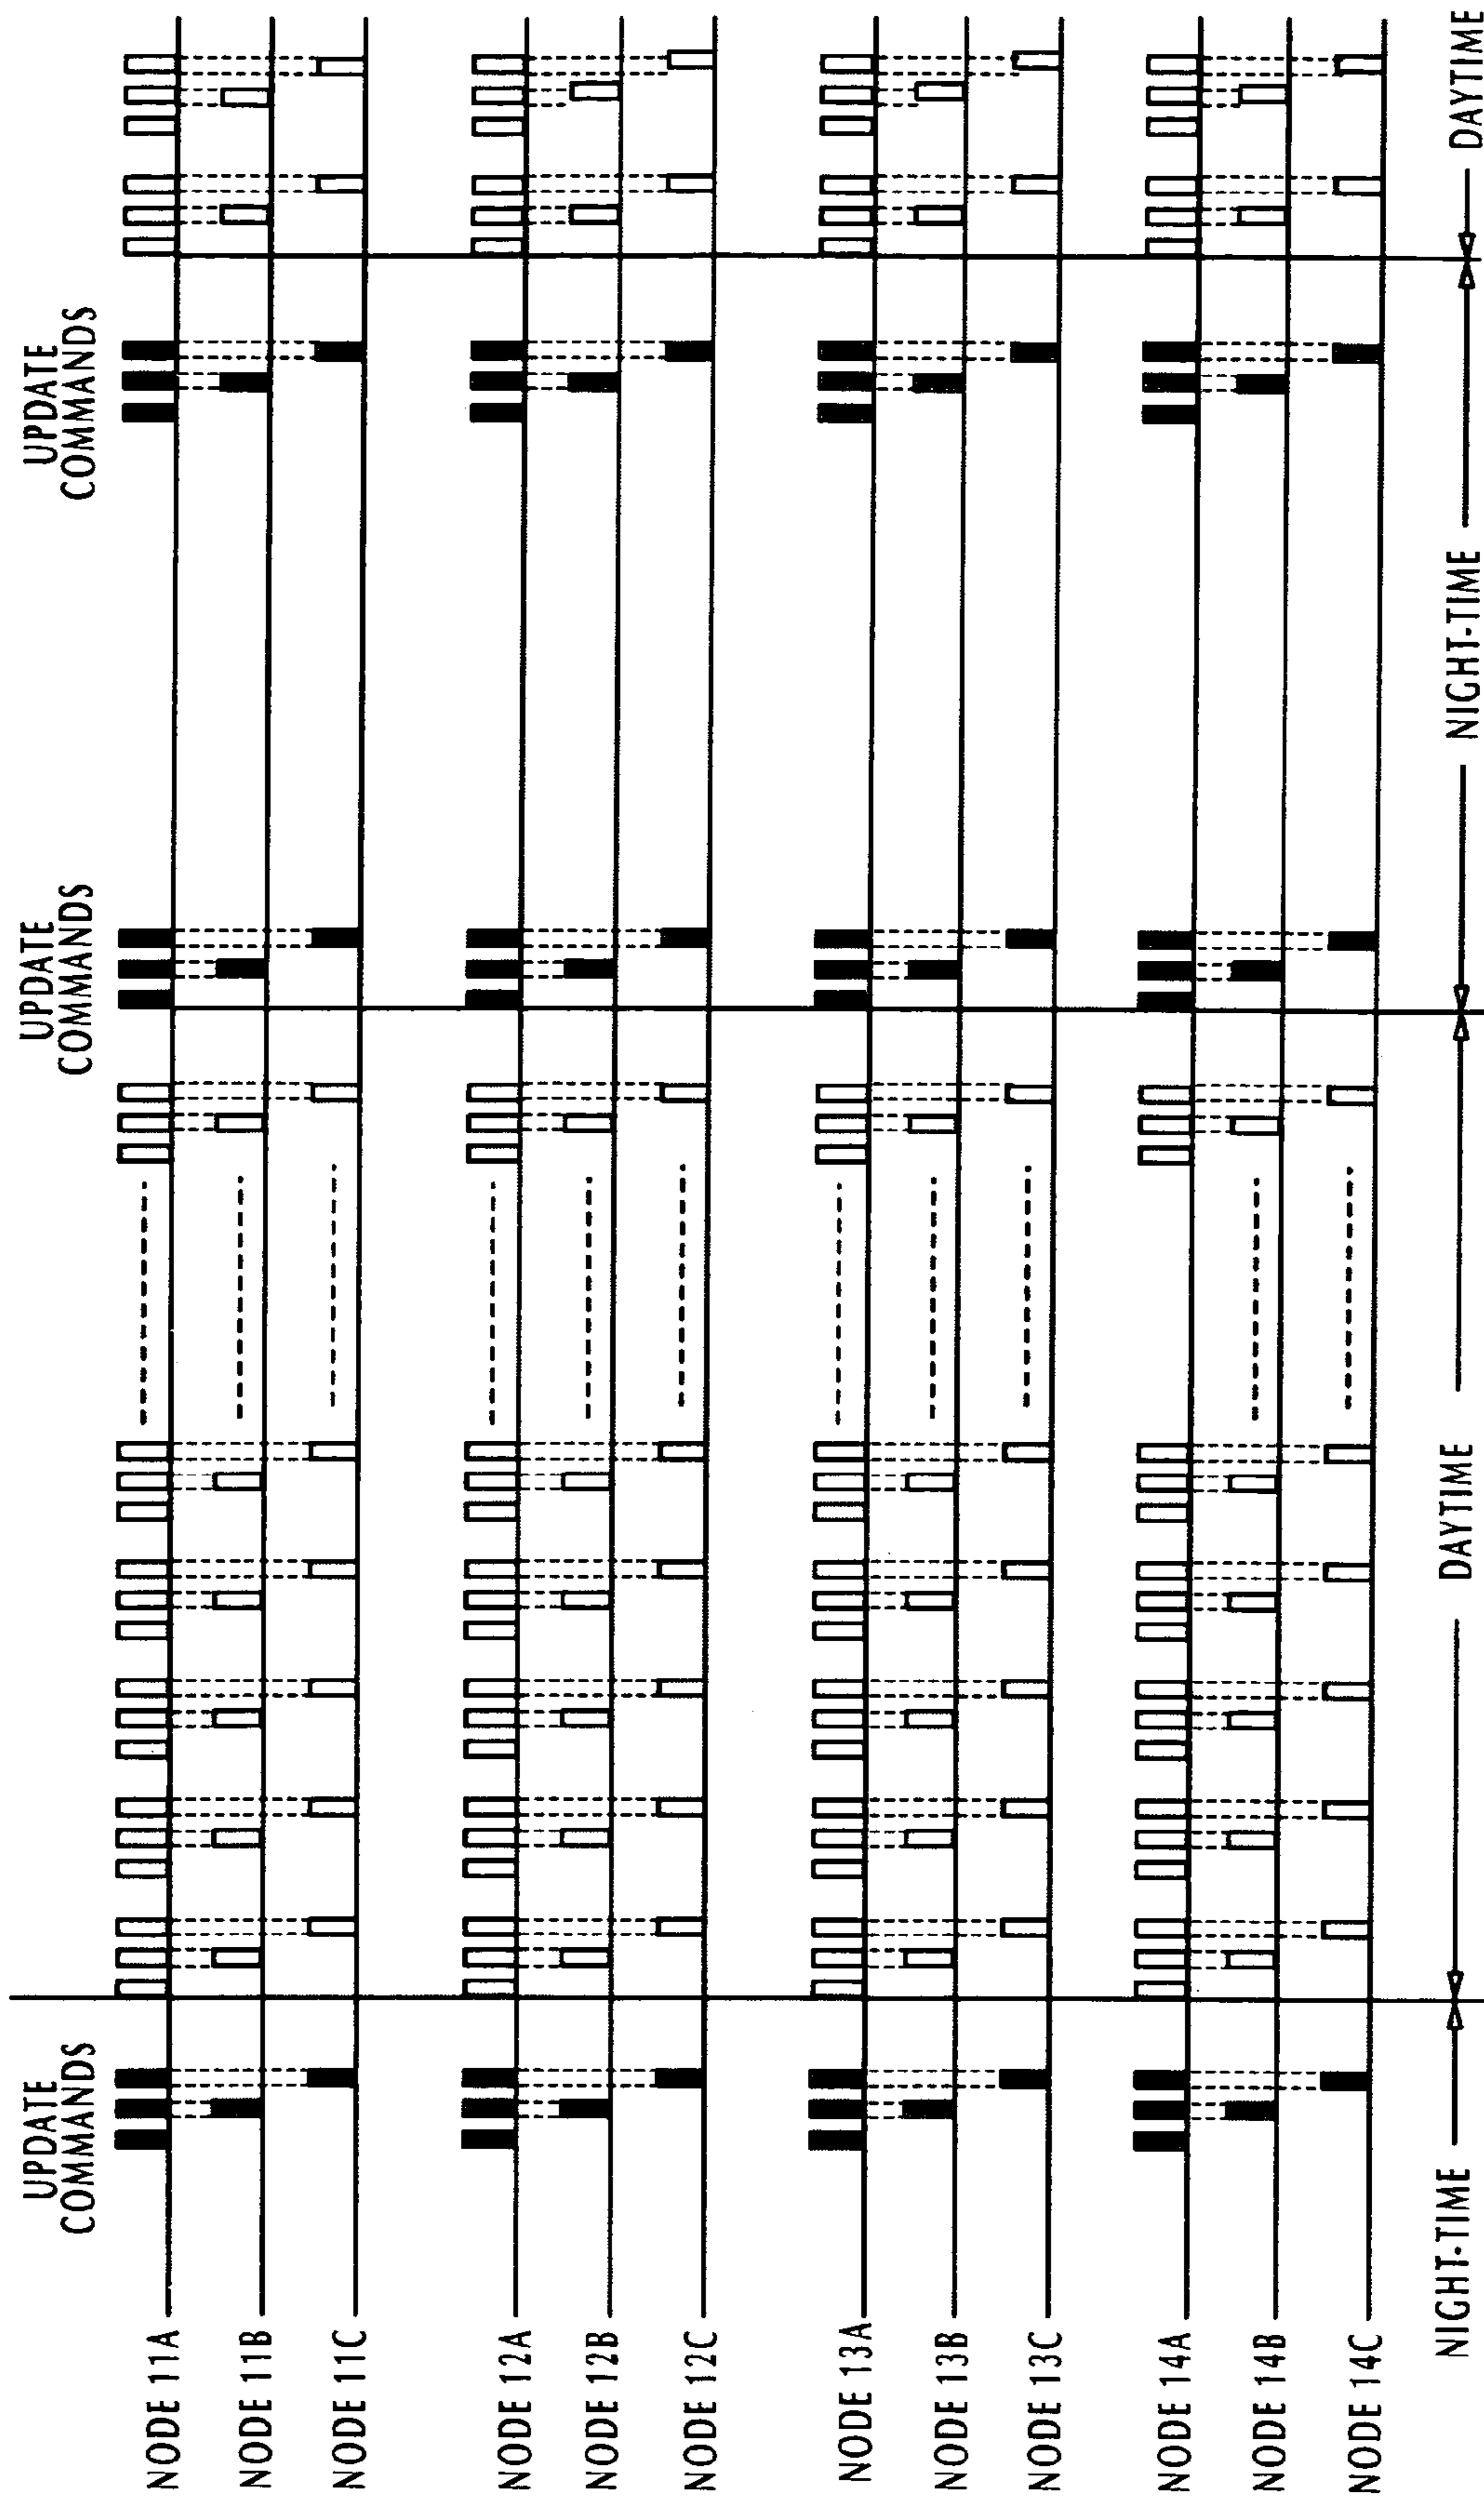 UPDATE
COMMANDS
UPDATE
COMMANDS
UPDATE
COMMANDS
NODE 11A
NODE 11B
NODE 11C
NODE 12A
NODE 12B
NODE 12C
NODE 13A
NODE 13B
NODE 13C
NODE 14A
NODE 14B
NODE 14C
NIGHT-TIME
DAYTIME
NIGHT-TIME
DAYTIME